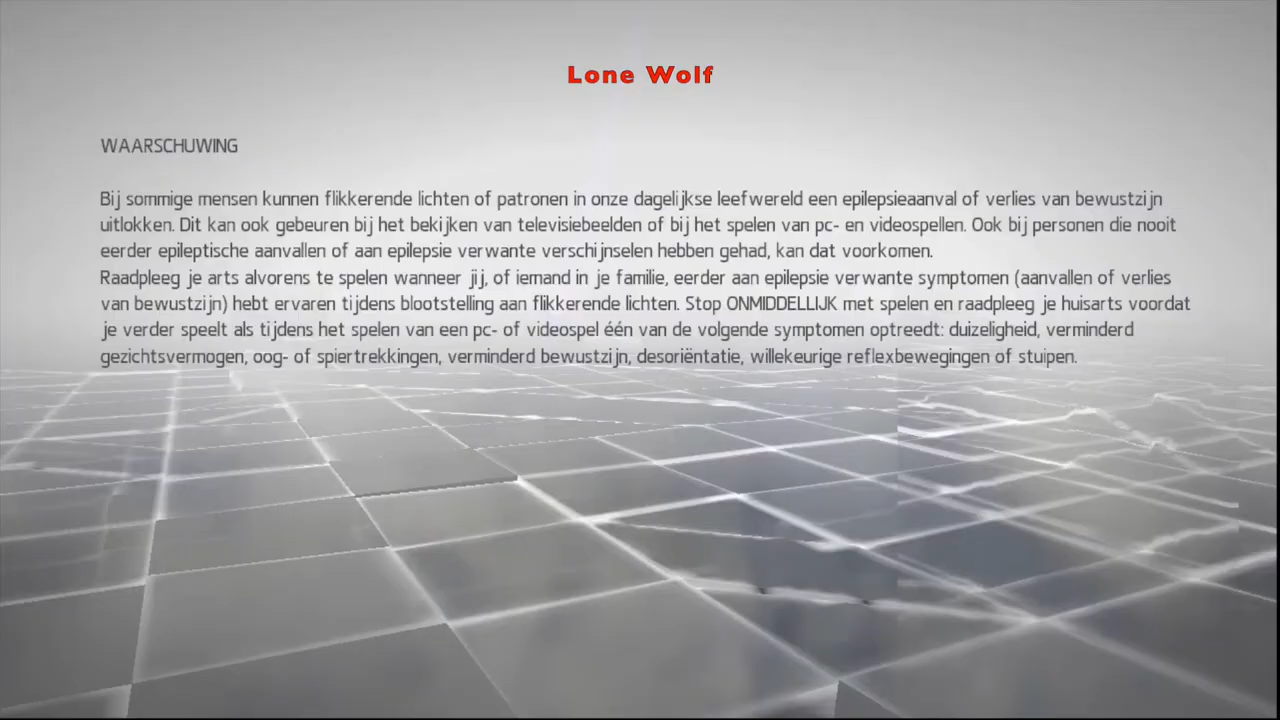 Lone Wolf
WAARSCHUWING
Bij sommige mensen kunnen flikkerende lichten of patronen in onze dagelijkse leefwereld een epilepsieaanval of verlies van bewustzijn
uitlokken. Dit kan ook gebeuren bij het bekijken van televisiebeelden of bij het spelen van pc- en videospellen. Ook bij personen die nooit
eerder epileptische aanvallen of aan epilepsie verwante verschijnselen hebben gehad, kan dat voorkomen.
Raadpleeg je arts alvorens te spelen wanneer jij, of iemand in je familie, eerder aan epilepsie verwante symptomen (aanvallen of verlies
van bewustzijn) hebt ervaren tijdens blootstelling aan flikkerende lichten. Stop ONMIDDELLIJK met spelen en raadpleeg je huisarts voordat
je verder speelt als tijdens het spelen van een pc- of videospel één van de volgende symptomen optreedt: duizeligheid, verminderd
gezichtsvermogen, oog- of spiertrekkingen, verminderd bewustzijn, desoriëntatie, willekeurige reflexbewegingen of stuipen.